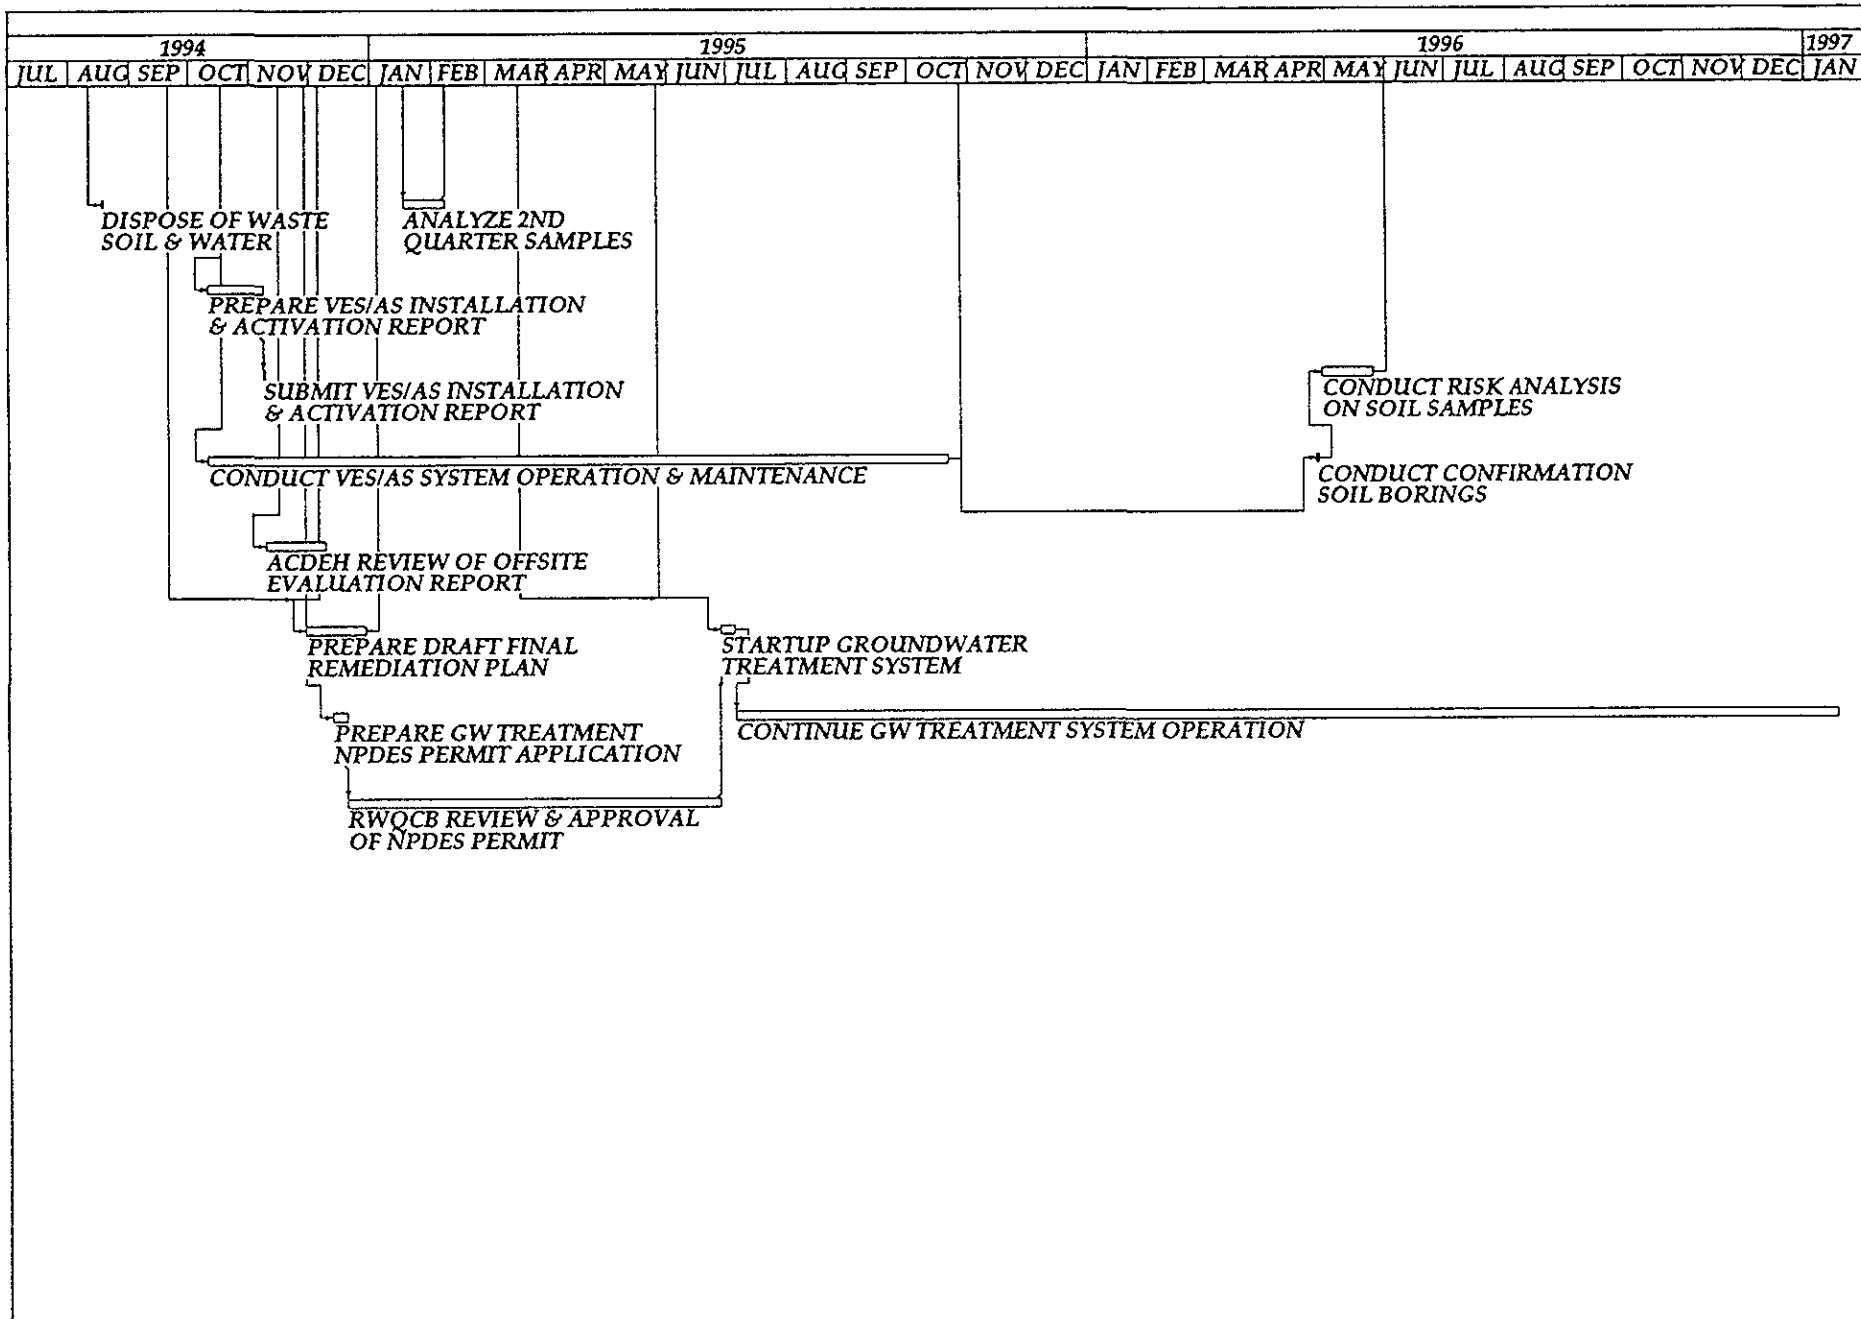 1994 1995 1996 1997
JUL AUG SEP OCT NOV DEC JAN FEB MAR APR MAY JUN JUL AUG SEP OCT NOV DEC JAN FEB MAR APR MAY JUN JUL AUG SEP OCT NOV DEC JAN
DISPOSE OF WASTE
SOIL & WATER
ANALYZE 2ND
QUARTER SAMPLES
PREPARE VES/AS INSTALLATION
& ACTIVATION REPORT
SUBMIT VES/AS INSTALLATION
& ACTIVATION REPORT
CONDUCT RISK ANALYSIS
ON SOIL SAMPLES
CONDUCT VES/AS SYSTEM OPERATION & MAINTENANCE
CONDUCT CONFIRMATION
SOIL BORINGS
ACDEH REVIEW OF OFFSITE
EVALUATION REPORT
PREPARE DRAFT FINAL
REMEDIATION PLAN
STARTUP GROUNDWATER
TREATMENT SYSTEM
PREPARE GW TREATMENT
NPDES PERMIT APPLICATION
CONTINUE GW TREATMENT SYSTEM OPERATION
RWQCB REVIEW & APPROVAL
OF NPDES PERMIT